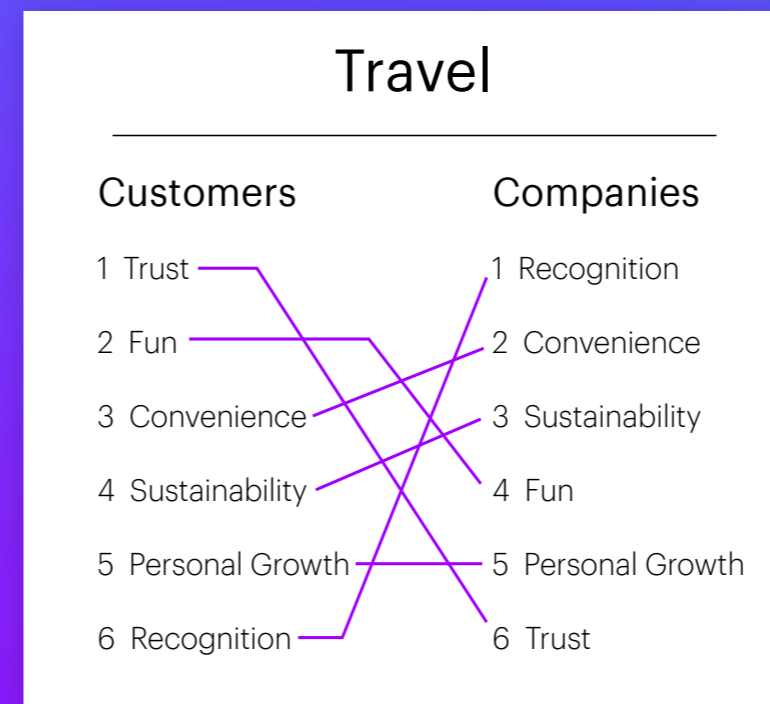 Travel
Customers
Companies
1 Trust
1 Recognition
2 Fun
2 Convenience
3 Convenience
3 Sustainability
4 Sustainability
4 Fun
5 Personal Growth
5 Personal Growth
6 Recognition
6 Trust